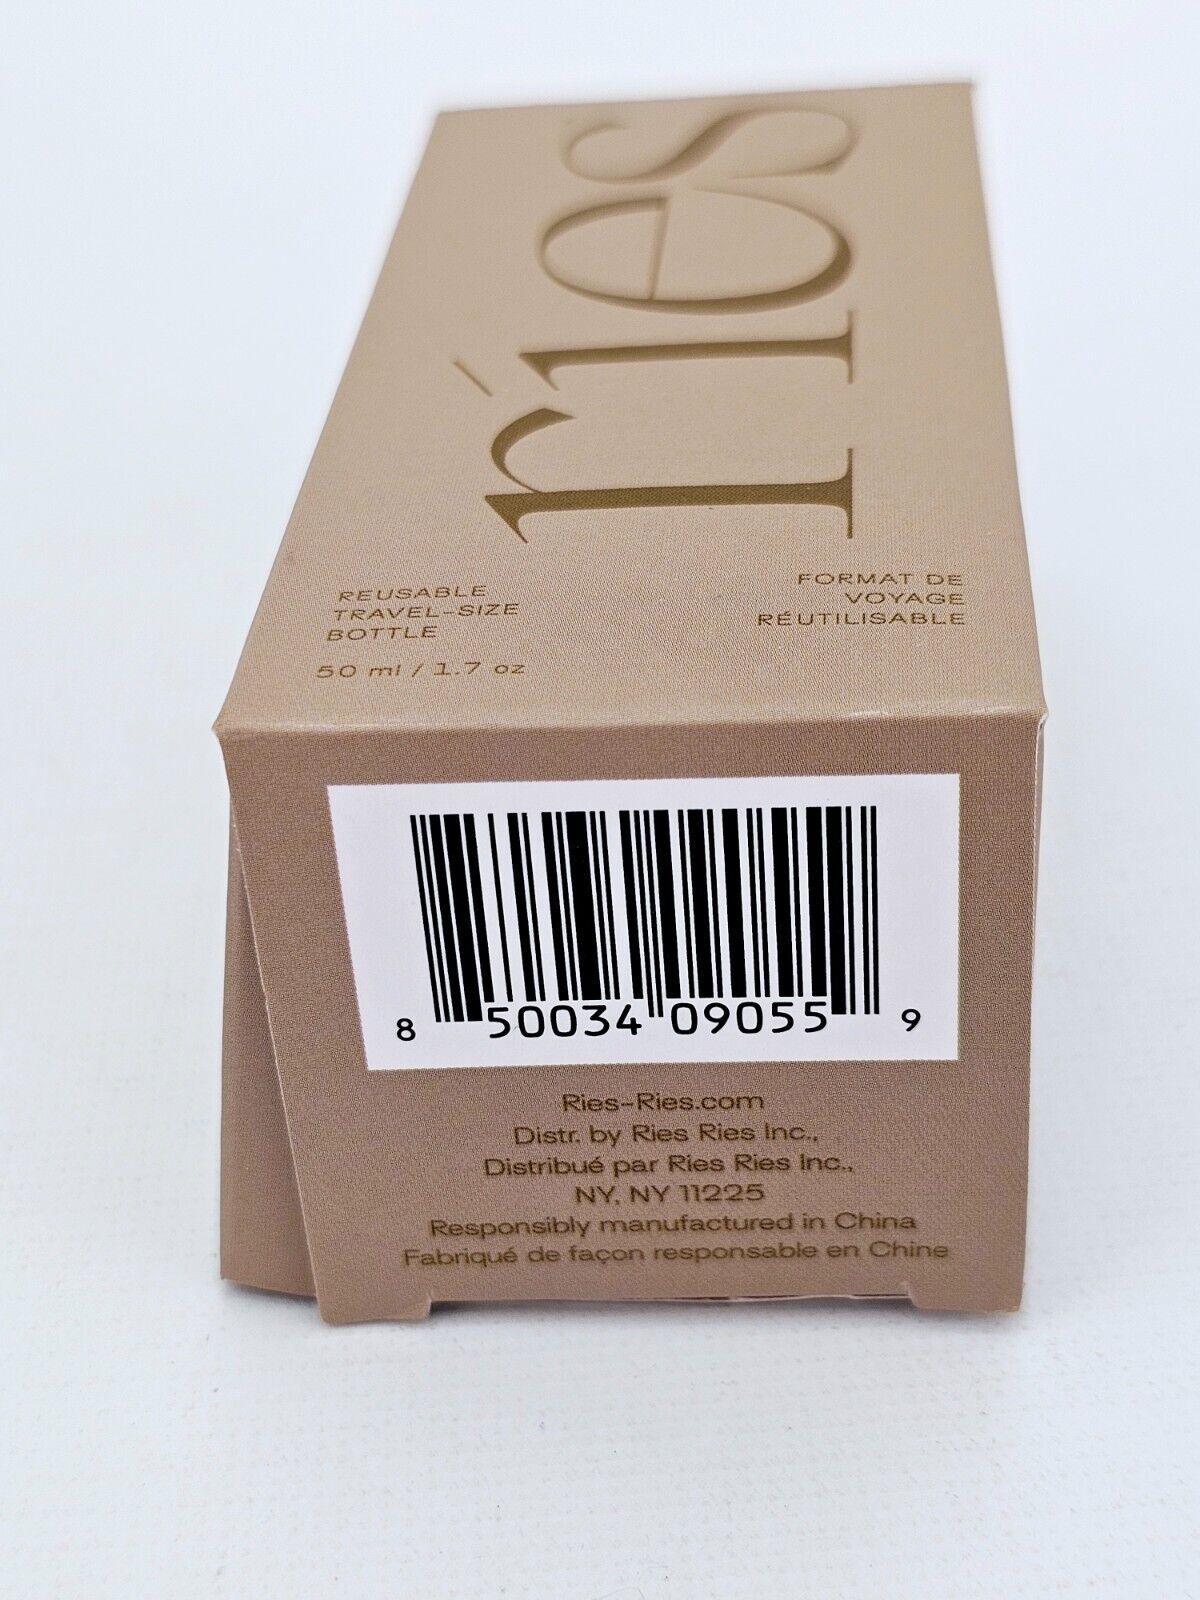 ries
REUSABLE
TRAVEL-SIZE
BOTTLE
50 ml / 1.7 oz
FORMAT DE
VOYAGE
RÉUTILISABLE
8 50034 09055 9
Ries-Ries.com
Distr. by Ries Ries Inc.,
Distribué par Ries Ries Inc.,
NY, NY 11225
Responsibly manufactured in China
Fabriqué de façon responsable en Chine